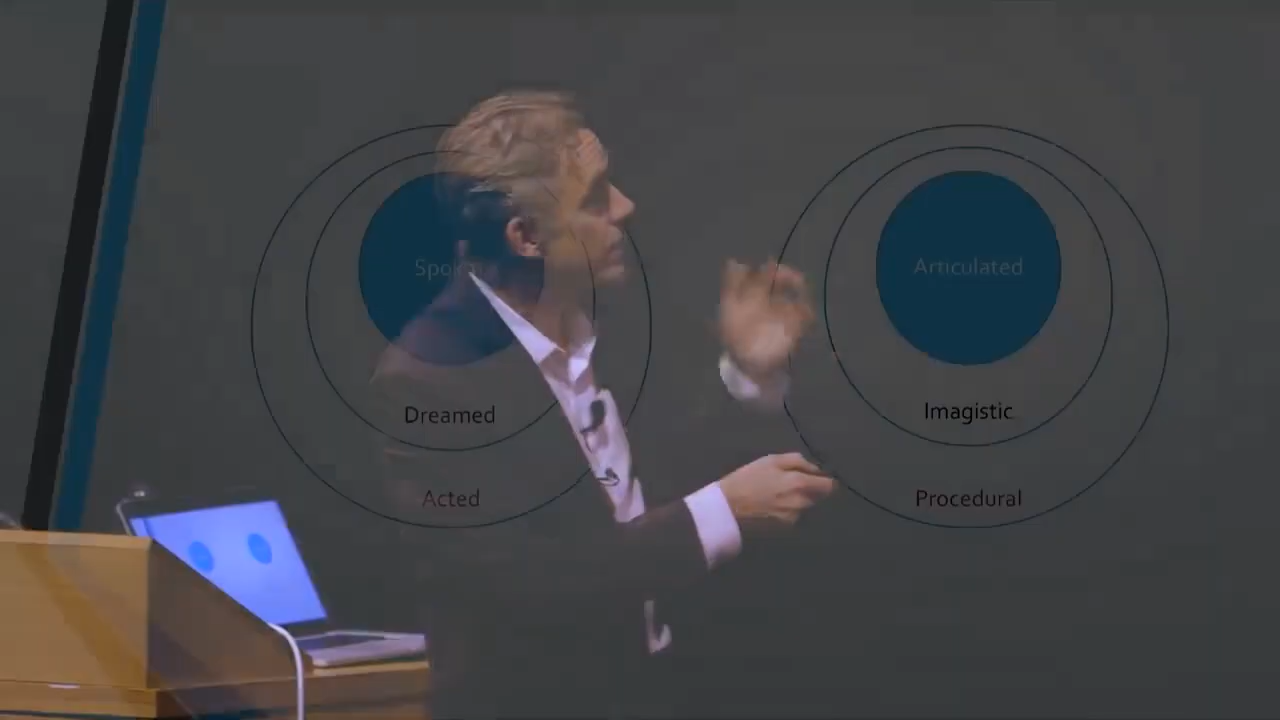 Articulated
Dreamed
Imagistic
Acted
Procedural